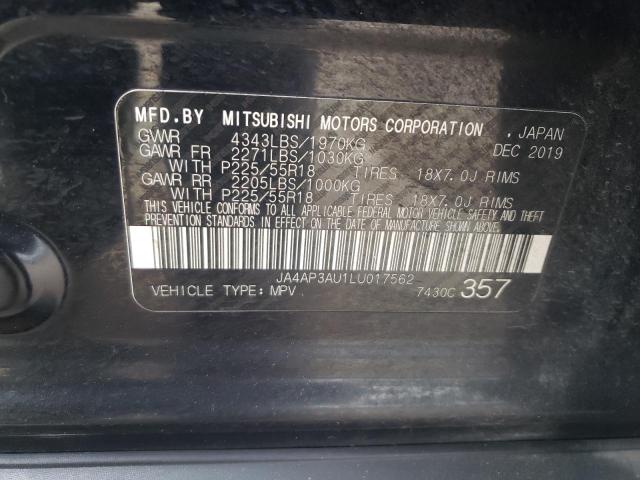 MFD.BY MITSUBISHI MOTORS CORPORATION , JAPAN
GVWR 4343LBS/1970KG DEC 2019
GAWR FR 2271LBS/1030KG
WITH P225/55R18 TIRES 18X7.0J RIMS
GAWR RR 2205LBS/1000KG
WITH P225/55R18 TIRES 18X7.0J RIMS
THIS VEHICLE CONFORMS TO ALL APPLICABLE FEDERAL MOTOR VEHICLE SAFETY AND THEFT
PREVENTION STANDARDS IN EFFECT ON THE DATE OF MANUFACTURE SHOWN ABOVE.
JA4AP3AU1LU017562
VEHICLE TYPE:MPV 7430C 357